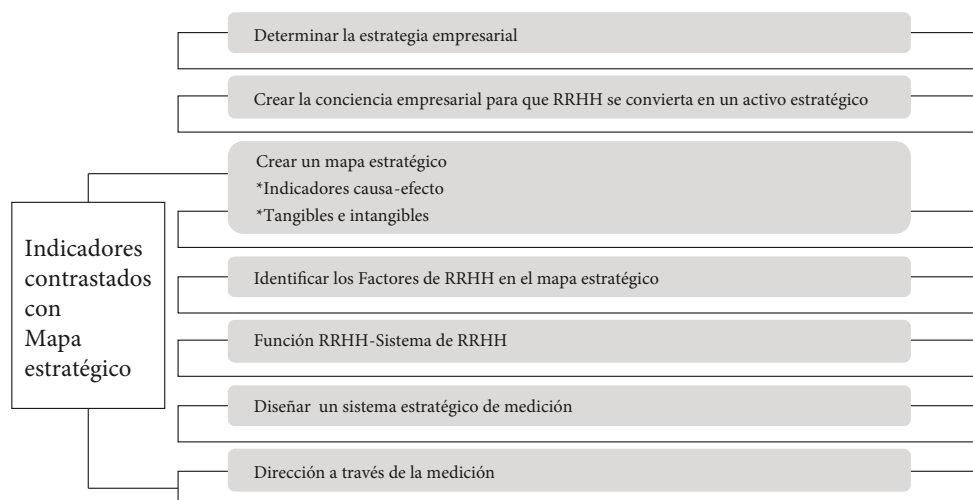 Determinar la estrategia empresarial
Crear la conciencia empresarial para que RRHH se convierta en un activo estratégico
Crear un mapa estratégico
*Indicadores causa-efecto
*Tangibles e intangibles
Indicadores
contrastados
con
Mapa
estratégico
Identificar los Factores de RRHH en el mapa estratégico
Función RRHH-Sistema de RRHH
Diseñar un sistema estratégico de medición
Dirección a través de la medición